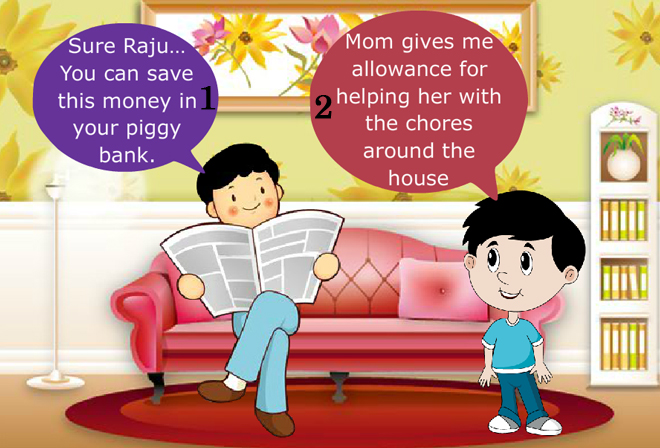 Sure Raju...
You can save
this money in
your piggy
bank.
1
2
Mom gives me
allowance for
helping her with
the chores
around the
house